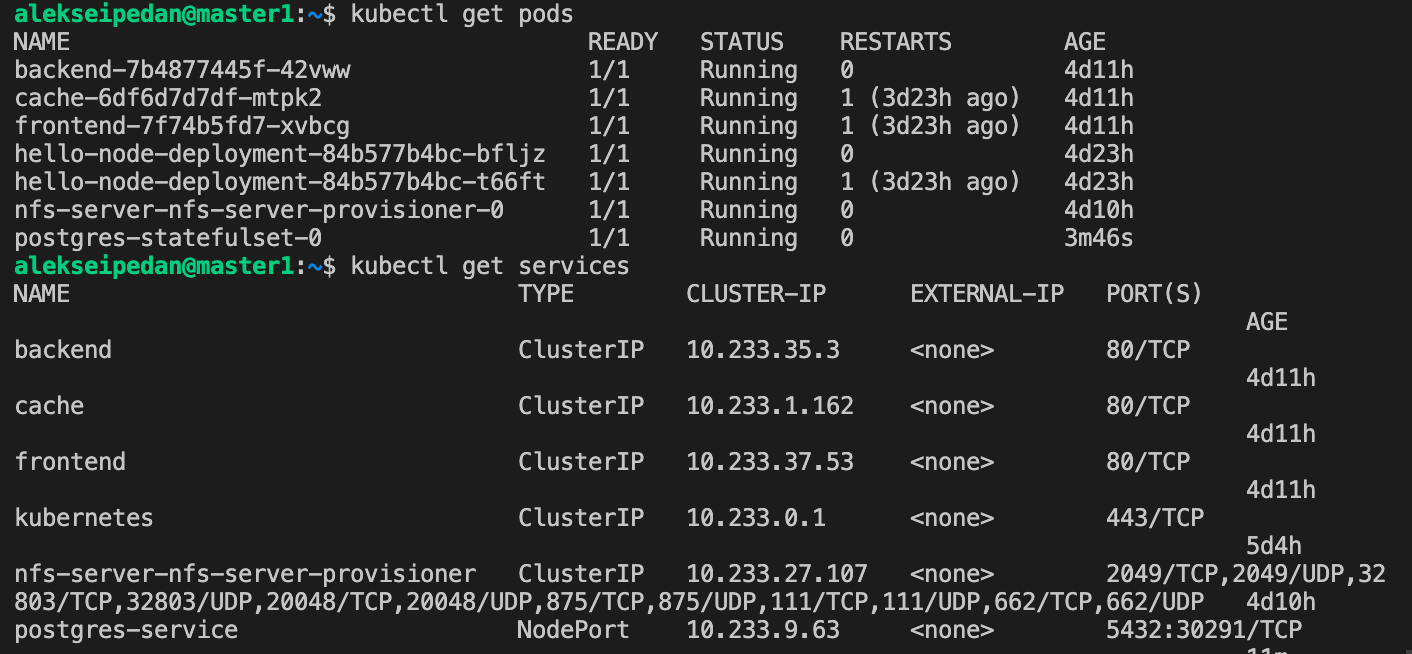 alekseipedan@master1:~$ kubectl get pods
NAME READY STATUS RESTARTS AGE
backend-7b4877445f-42vww 1/1 Running 0 4d11h
cache-6df6d7d7df-mtpk2 1/1 Running 1 (3d23h ago) 4d11h
frontend-7f74b5fd7-xvbcg 1/1 Running 1 (3d23h ago) 4d11h
hello-node-deployment-84b577b4bc-bfljz 1/1 Running 0 4d23h
hello-node-deployment-84b577b4bc-t66ft 1/1 Running 1 (3d23h ago) 4d23h
nfs-server-nfs-server-provisioner-0 1/1 Running 0 4d10h
postgres-statefulset-0 1/1 Running 0 3m46s
alekseipedan@master1:~$ kubectl get services
NAME TYPE CLUSTER-IP EXTERNAL-IP PORT(S)
AGE
backend ClusterIP 10.233.35.3 <none> 80/TCP
4d11h
cache ClusterIP 10.233.1.162 <none> 80/TCP
4d11h
frontend ClusterIP 10.233.37.53 <none> 80/TCP
4d11h
kubernetes ClusterIP 10.233.0.1 <none> 443/TCP
5d4h
nfs-server-nfs-server-provisioner ClusterIP 10.233.27.107 <none> 2049/TCP,2049/UDP,32
803/TCP,32803/UDP,20048/TCP,20048/UDP,875/TCP,875/UDP,111/TCP,111/UDP,662/TCP,662/UDP 4d10h
postgres-service NodePort 10.233.9.63 <none> 5432:30291/TCP